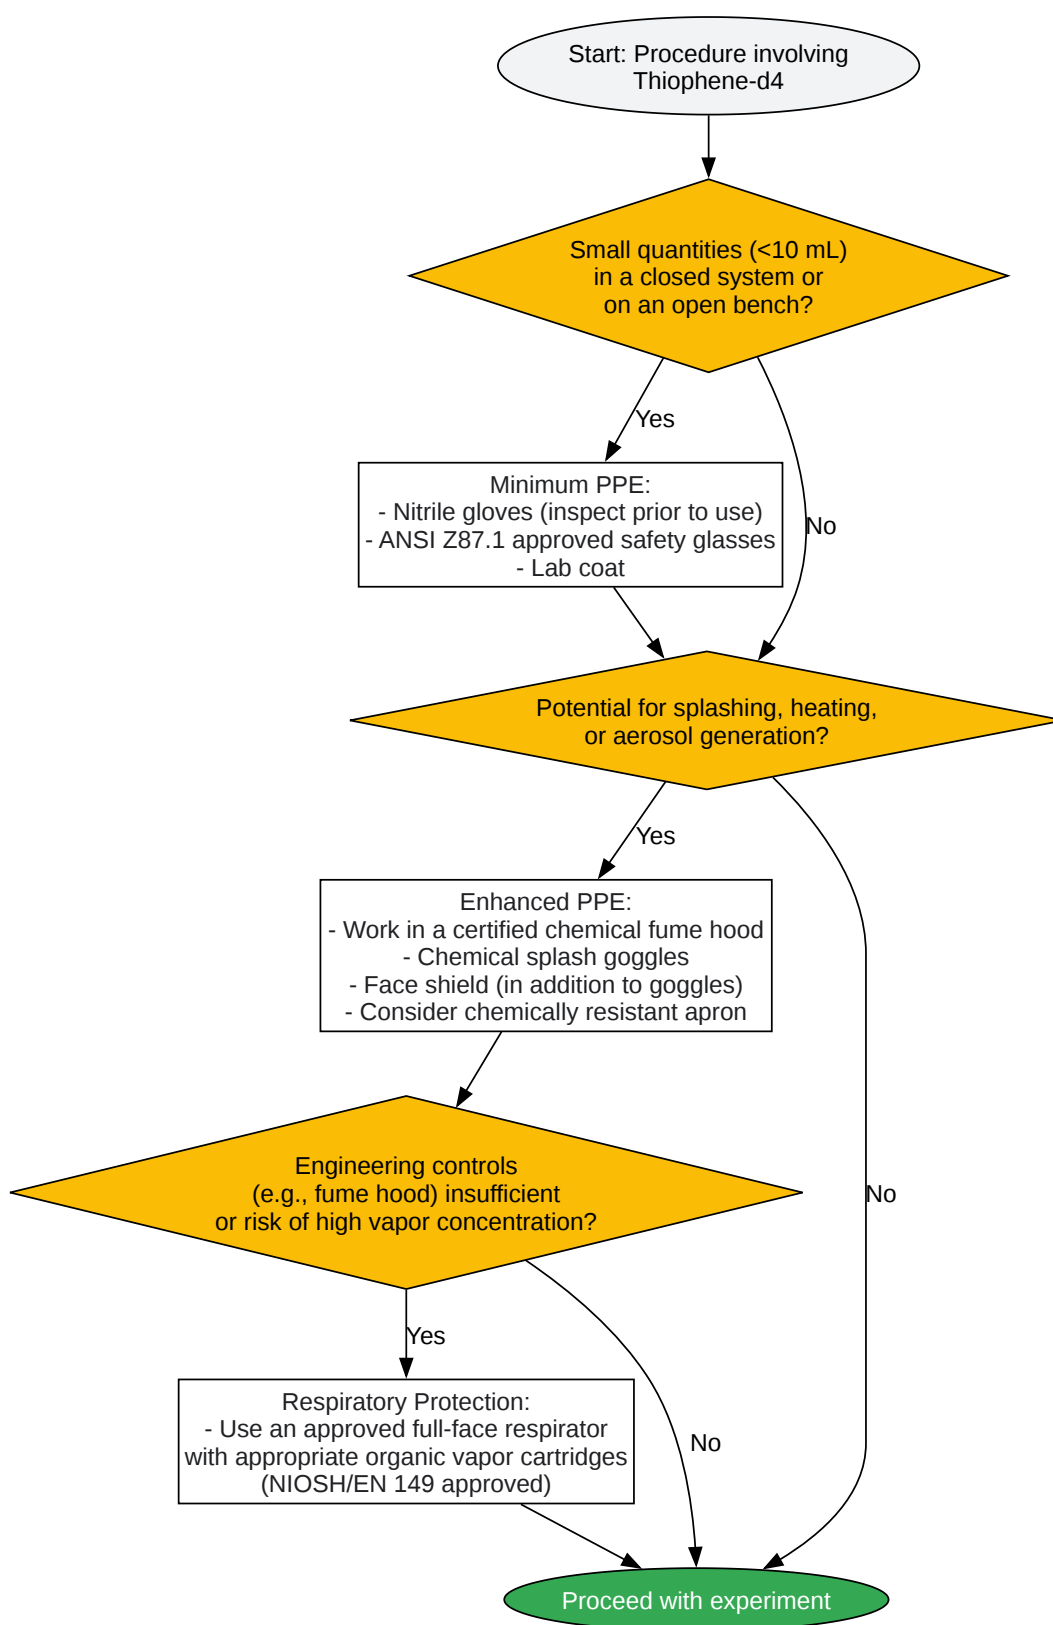 Start: Procedure involving
Thiophene-d4
Small quantities (<10 mL)
in a closed system or
on an open bench?
Yes
No
Minimum PPE:
- Nitrile gloves (inspect prior to use)
- ANSI Z87.1 approved safety glasses
- Lab coat
Potential for splashing, heating,
or aerosol generation?
Yes
No
Enhanced PPE:
- Work in a certified chemical fume hood
- Chemical splash goggles
- Face shield (in addition to goggles)
- Consider chemically resistant apron
Engineering controls
(e.g., fume hood) insufficient
or risk of high vapor concentration?
Yes
No
Respiratory Protection:
- Use an approved full-face respirator
with appropriate organic vapor cartridges
(NIOSH/EN 149 approved)
Proceed with experiment